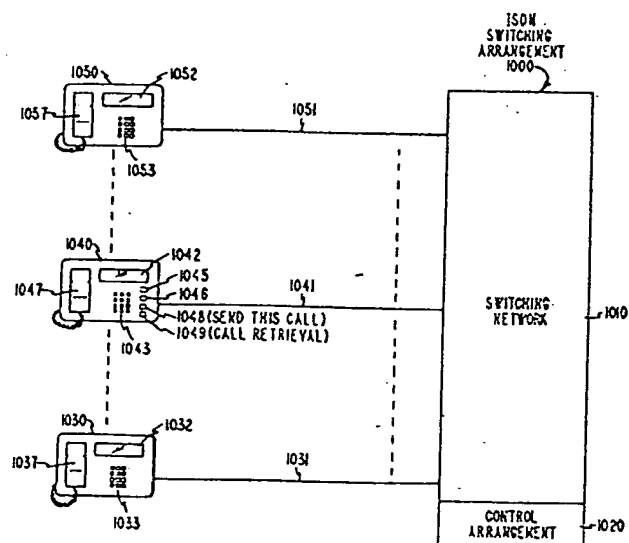 ISDN
SWITCHING
ARRANGEMENT
1000
1050
1052
1057
1051
1053
1040
1042
1045
1046
1047
1041
1048(SEND THIS CALL)
1049(CALL RETRIEVAL)
1043
SWITCHING
NETWORK
1010
1030
1032
1037
1031
1033
CONTROL
ARRANGEMENT
1020